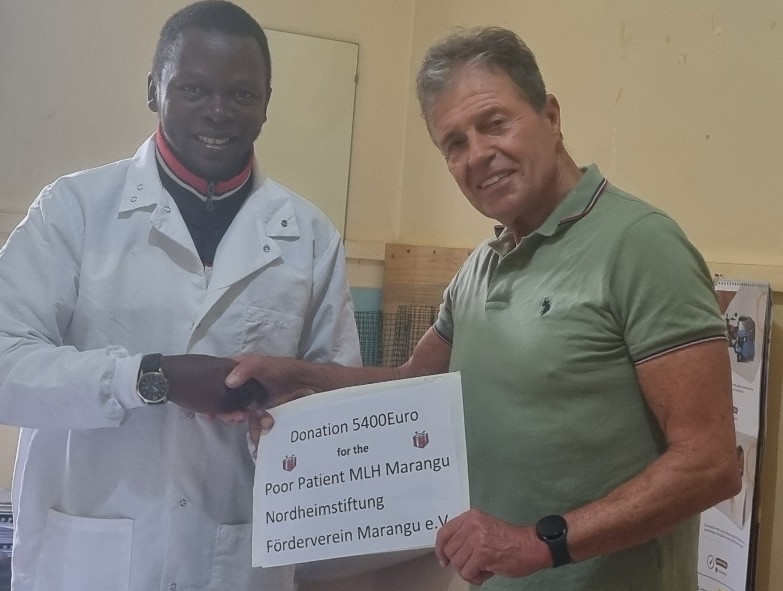 Donation 5400Euro
for the
Poor Patient MLH Marangu
Nordheimstiftung
Förderverein Marangu e.V